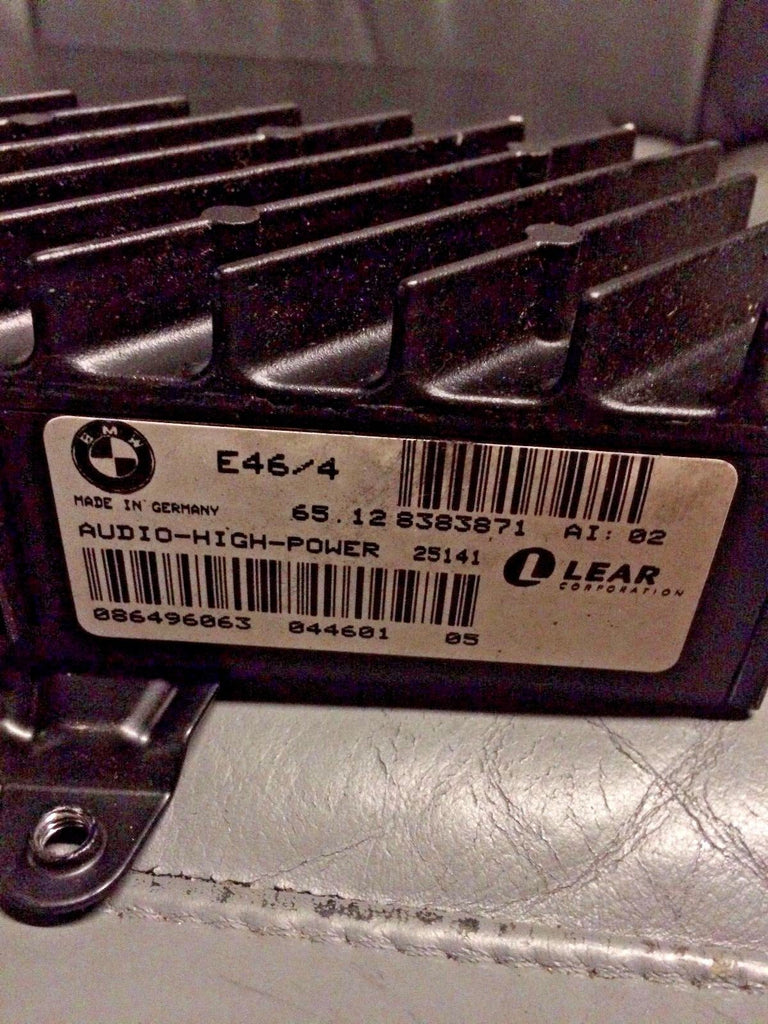 BMW
E46/4
MADE IN GERMANY
65.12 8383871 AI: 02
AUDIO-HIGH-POWER 25141
L LEAR
CORPORATION
086496063 044601 05